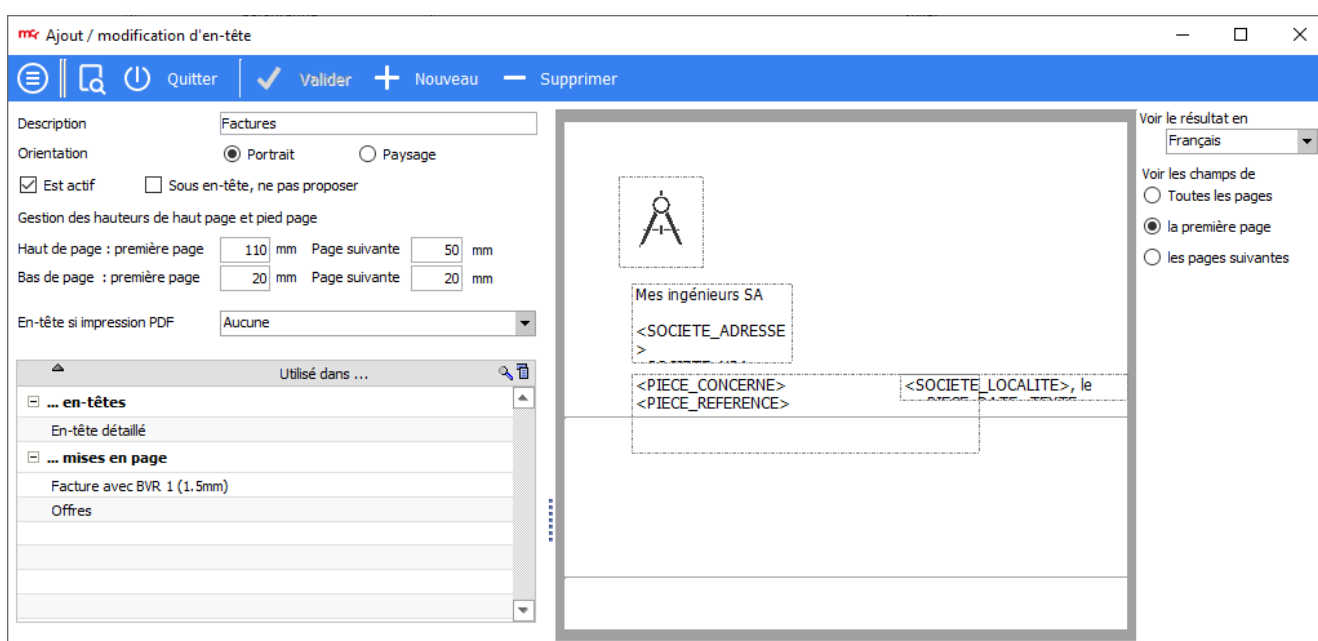 mcr Ajout / modification d'en-tête
Quitter Valider Nouveau Supprimer
Description Factures
Orientation Portrait Paysage
Est actif Sous en-tête, ne pas proposer
Gestion des hauteurs de haut page et pied page
Haut de page : première page 110 mm Page suivante 50 mm
Bas de page : première page 20 mm Page suivante 20 mm
En-tête si impression PDF Aucune
Utilisé dans ...
... en-têtes
En-tête détaillé
... mises en page
Facture avec BVR 1 (1.5mm)
Offres
Mes ingénieurs SA
<SOCIETE_ADRESSE
>
<PIECE_CONCERNE>
<PIECE_REFERENCE>
<SOCIETE_LOCALITE>, le
Voir le résultat en
Français
Voir les champs de
Toutes les pages
la première page
les pages suivantes